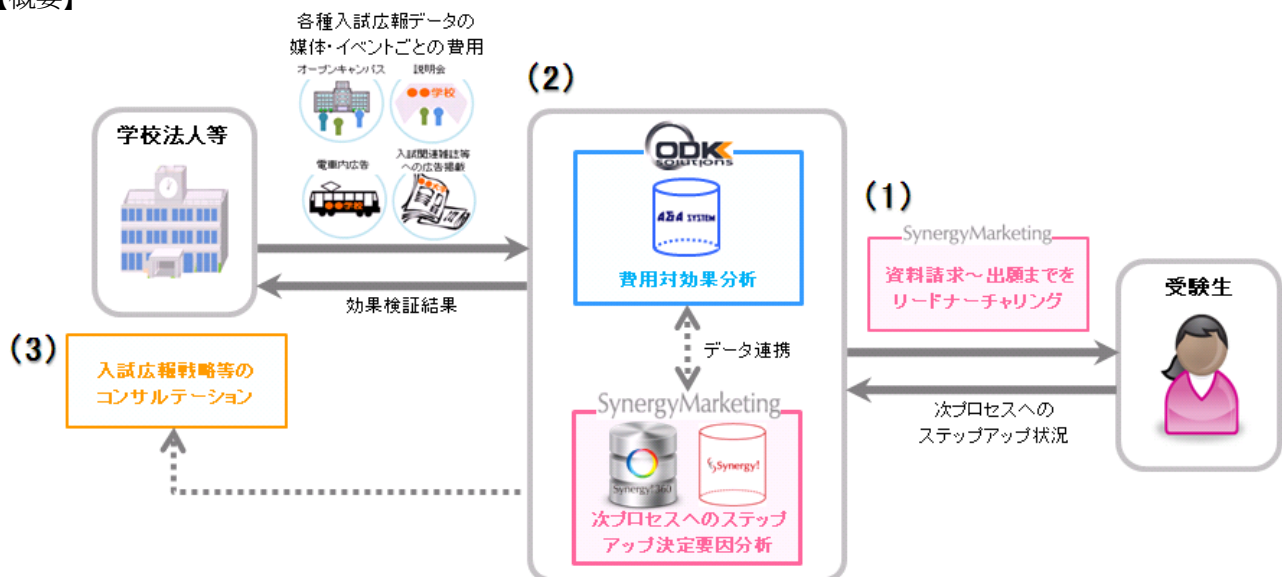 【概要】
各種入試広報データの
媒体・イベントごとの費用
オープンキャンパス
説明会
●●学校
電車内広告
入試関連雑誌等
への広告掲載
●●学校
学校法人等
効果検証結果
(2)
ODK
solutions
A&A SYSTEM
費用対効果分析
データ連携
SynergyMarketing
Synergy!360
Synergy!
次プロセスへのステップ
アップ決定要因分析
(1)
SynergyMarketing
資料請求～出願までを
リードナーチャリング
受験生
次プロセスへの
ステップアップ状況
(3)
入試広報戦略等の
コンサルテーション